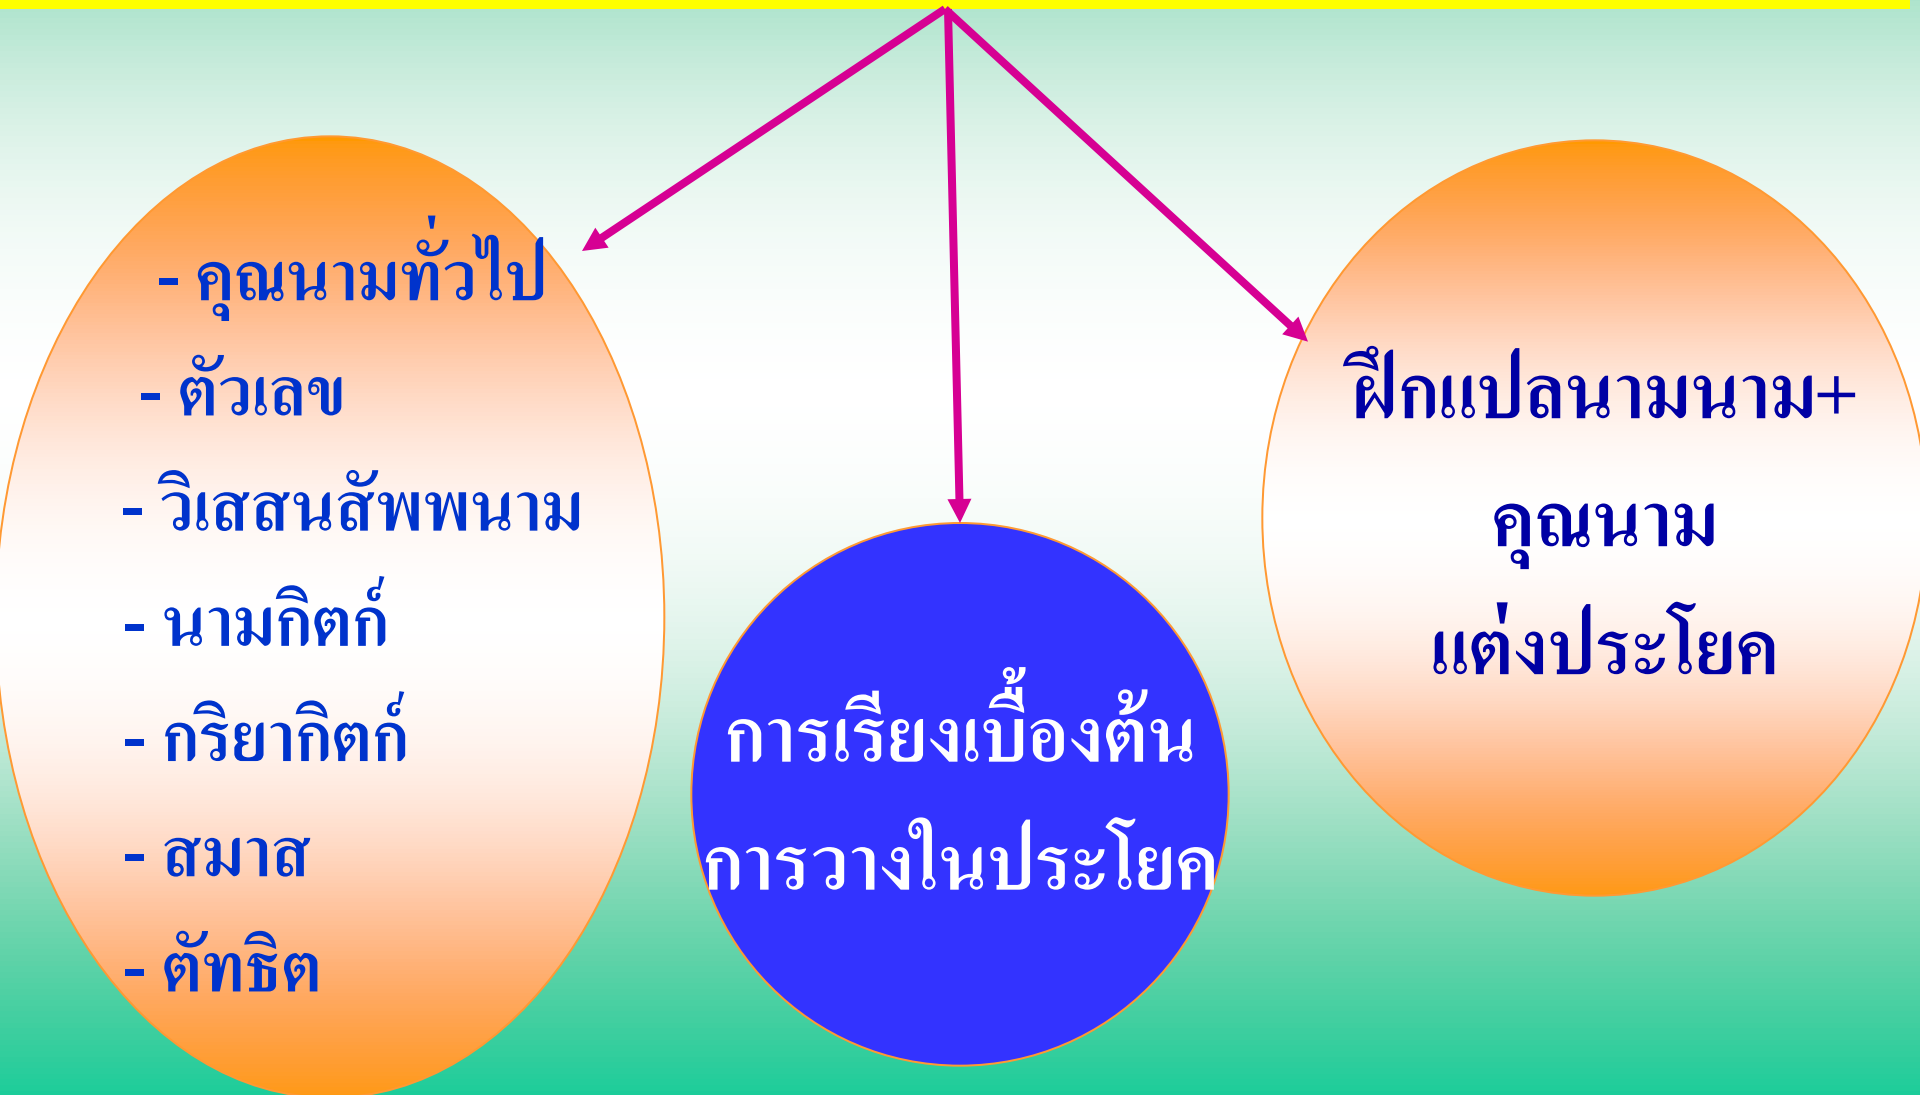 - คุณนามทั่วไป
- ตัวเลข
- วิเสสนสัพพนาม
- นามกิตก์
- กริยากิตก์
- สมาส
- ตัทธิต
การเรียงเบื้องต้น
การวางในประโยค
ฝึกแปลนามนาม+
คุณนาม
แต่งประโยค